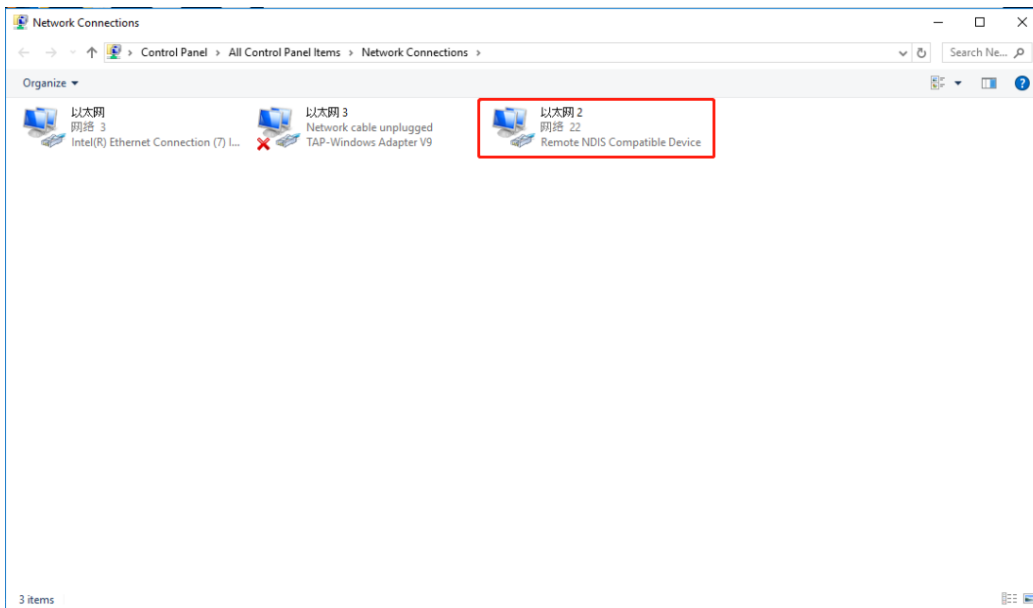 Network Connections
Control Panel > All Control Panel Items > Network Connections >
Search Ne...
Organize
以太网
网络 3
Intel(R) Ethernet Connection (7) I...
以太网 3
Network cable unplugged
TAP-Windows Adapter V9
以太网 2
网络 22
Remote NDIS Compatible Device
3 items